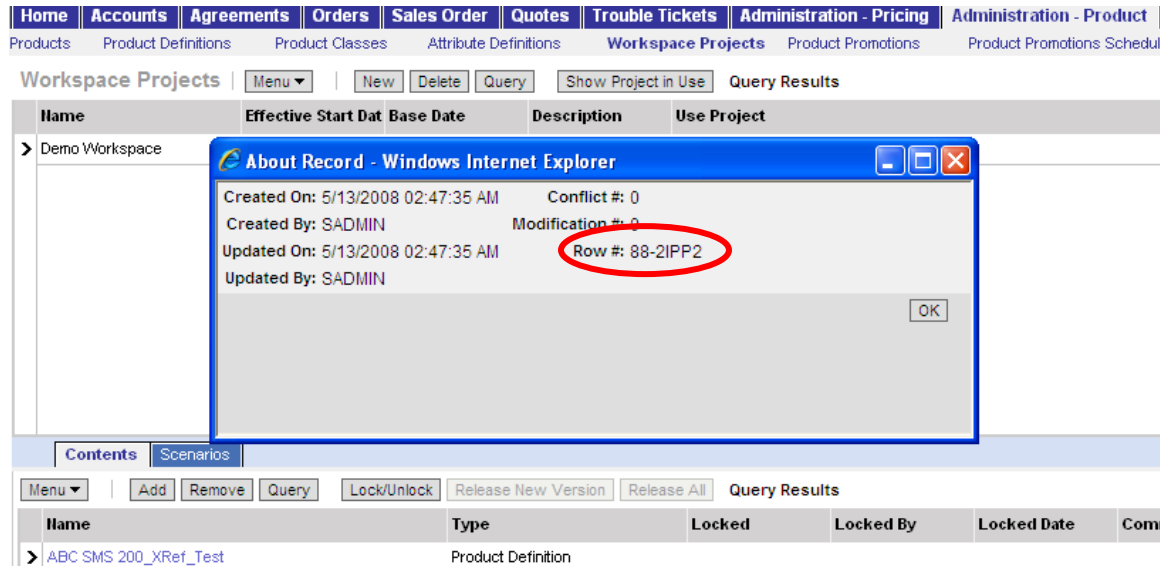 Home Accounts Agreements Orders Sales Order Quotes Trouble Tickets Administration - Pricing Administration - Product
Products Product Definitions Product Classes Attribute Definitions Workspace Projects Product Promotions Product Promotions Schedul
Workspace Projects Menu New Delete Query Show Project in Use Query Results
Name Effective Start Dat Base Date Description Use Project
Demo Workspace
About Record - Windows Internet Explorer
Created On: 5/13/2008 02:47:35 AM Conflict #: 0
Created By: SADMIN Modification #: 0
Updated On: 5/13/2008 02:47:35 AM Row #: 88-2IPP2
Updated By: SADMIN
OK
Contents Scenarios
Menu Add Remove Query Lock/Unlock Release New Version Release All Query Results
Name Type Locked Locked By Locked Date Com
ABC SMS 200_XRef_Test Product Definition